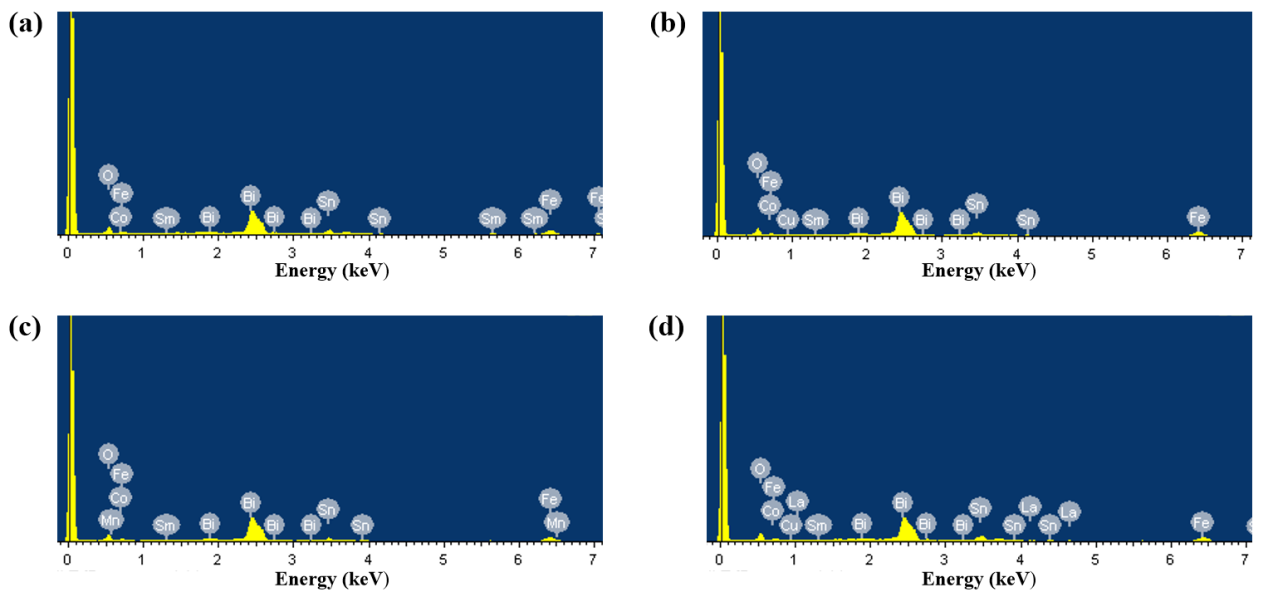 (a)
O
Fe
Co
Sm
Bi
Bi
Bi
Bi
Sn
Sn
Sm
Sm
Fe
Fe
S
0 1 2 3 4 5 6 7
Energy (keV)
(b)
O
Fe
Co
Cu
Sm
Bi
Bi
Bi
Bi
Sn
Sn
Fe
0 1 2 3 4 5 6 7
Energy (keV)
(c)
O
Fe
Co
Mn
Sm
Bi
Bi
Bi
Bi
Sn
Sn
Fe
Mn
0 1 2 3 4 5 6 7
Energy (keV)
(d)
O
Fe
La
Co
Cu
Sm
Bi
Bi
Bi
Bi
Sn
Sn
La
Sn
La
Fe
S
0 1 2 3 4 5 6 7
Energy (keV)